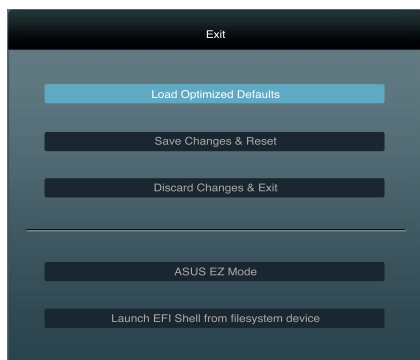 Exit
Load Optimized Defaults
Save Changes & Reset
Discard Changes & Exit
ASUS EZ Mode
Launch EFI Shell from filesystem device